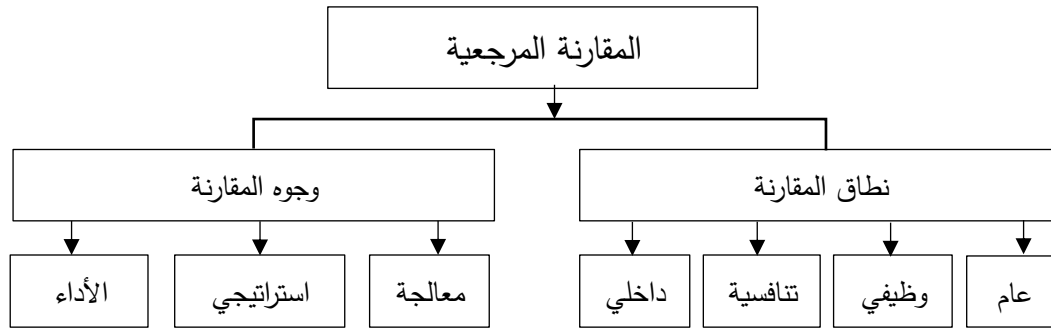 المقارنة المرجعية
نطاق المقارنة
وجوه المقارنة
عام
وظيفي
تنافسية
داخلي
معالجة
استراتيجي
الأداء